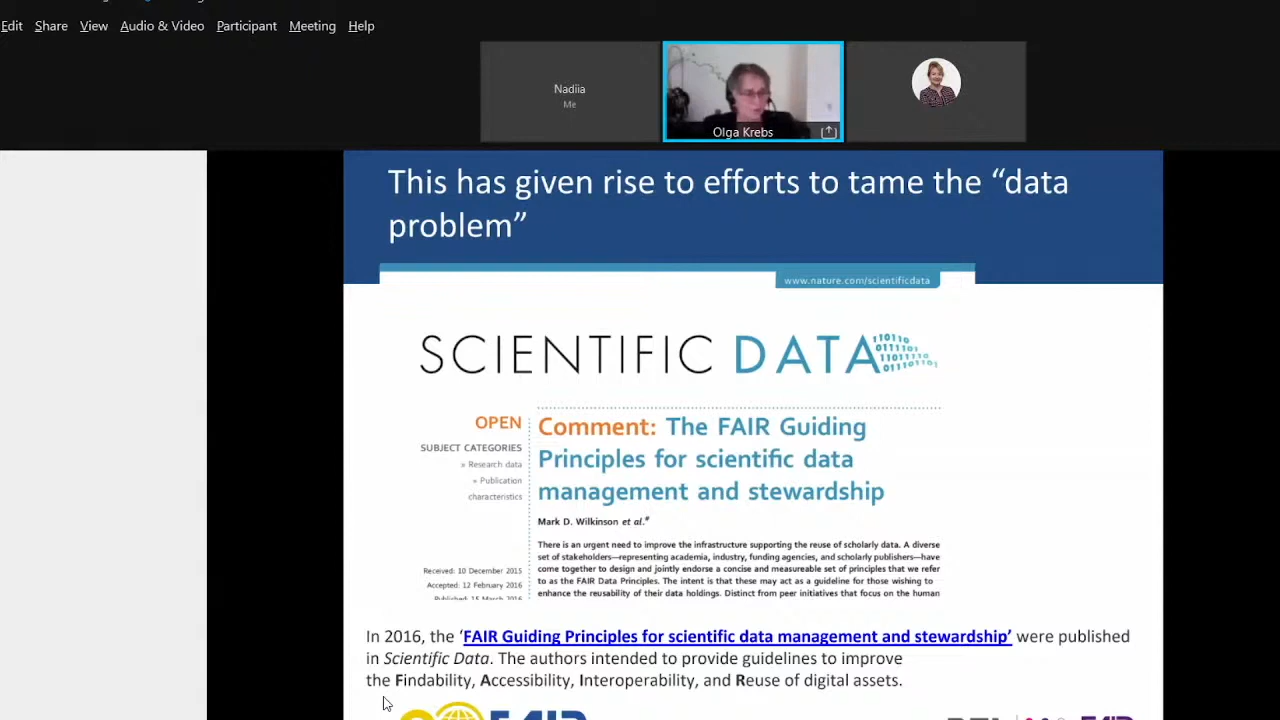 Edit Share View Audio & Video Participant Meeting Help
Nadiia
Me
Olga Krebs
This has given rise to efforts to tame the “data
problem”
www.nature.com/scientificdata
SCIENTIFIC DATA
110110
011101
OPEN
SUBJECT CATEGORIES
» Research data
» Publication
characteristics
Received: 10 December 2015
Accepted: 12 February 2016
Published: 15 March 2016
Comment: The FAIR Guiding
Principles for scientific data
management and stewardship
Mark D. Wilkinson et al.#
There is an urgent need to improve the infrastructure supporting the reuse of scholarly data. A diverse
set of stakeholders—representing academia, industry, funding agencies, and scholarly publishers—have
come together to design and jointly endorse a concise and measureable set of principles that we refer
to as the FAIR Data Principles. The intent is that these may act as a guideline for those wishing to
enhance the reusability of their data holdings. Distinct from peer initiatives that focus on the human
In 2016, the ‘FAIR Guiding Principles for scientific data management and stewardship’ were published
in Scientific Data. The authors intended to provide guidelines to improve
the Findability, Accessibility, Interoperability, and Reuse of digital assets.
FAIR